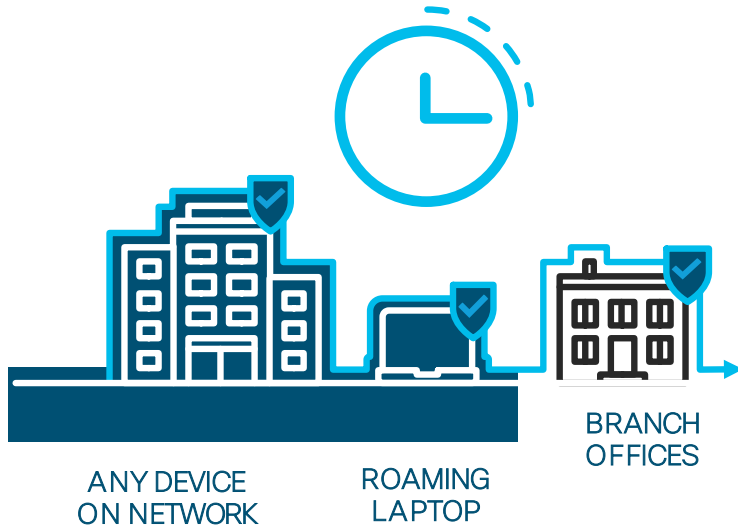 ANY DEVICE
ON NETWORK
ROAMING
LAPTOP
BRANCH
OFFICES